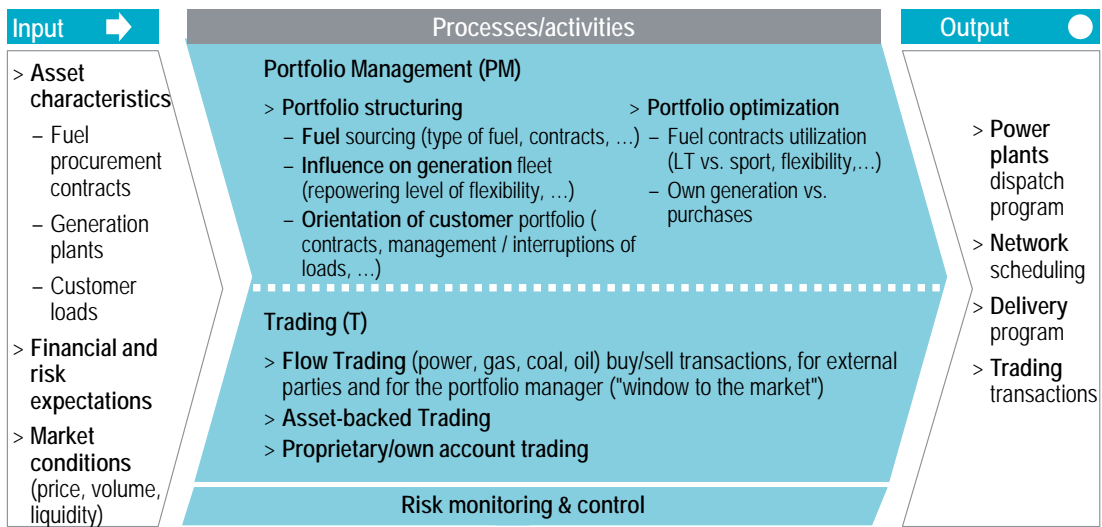 Input
> Asset
characteristics
– Fuel
procurement
contracts
– Generation
plants
– Customer
loads
> Financial and
risk
expectations
> Market
conditions
(price, volume,
liquidity)
Processes/activities
Portfolio Management (PM)
> Portfolio structuring
– Fuel sourcing (type of fuel, contracts, …)
– Influence on generation fleet
(repowering level of flexibility, …)
– Orientation of customer portfolio (
contracts, management / interruptions of
loads, …)
> Portfolio optimization
– Fuel contracts utilization
(LT vs. sport, flexibility,…)
– Own generation vs.
purchases
Trading (T)
> Flow Trading (power, gas, coal, oil) buy/sell transactions, for external
parties and for the portfolio manager ("window to the market")
> Asset-backed Trading
> Proprietary/own account trading
Risk monitoring & control
Output
> Power
plants
dispatch
program
> Network
scheduling
> Delivery
program
> Trading
transactions